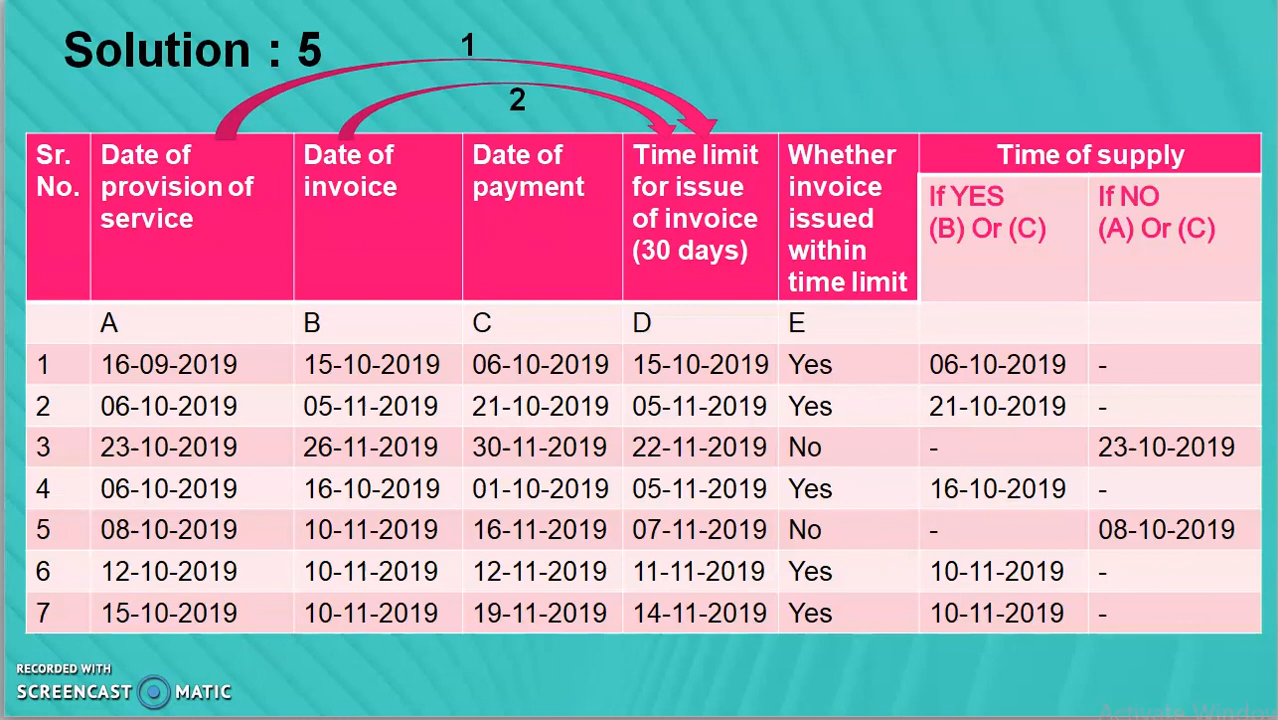 Solution : 5
1
2
Sr. No. Date of provision of service Date of invoice Date of payment Time limit for issue of invoice (30 days) Whether invoice issued within time limit Time of supply
If YES (B) Or (C) If NO (A) Or (C)
A B C D E
1 16-09-2019 15-10-2019 06-10-2019 15-10-2019 Yes 06-10-2019 -
2 06-10-2019 05-11-2019 21-10-2019 05-11-2019 Yes 21-10-2019 -
3 23-10-2019 26-11-2019 30-11-2019 22-11-2019 No - 23-10-2019
4 06-10-2019 16-10-2019 01-10-2019 05-11-2019 Yes 16-10-2019 -
5 08-10-2019 10-11-2019 16-11-2019 07-11-2019 No - 08-10-2019
6 12-10-2019 10-11-2019 12-11-2019 11-11-2019 Yes 10-11-2019 -
7 15-10-2019 10-11-2019 19-11-2019 14-11-2019 Yes 10-11-2019 -
RECORDED WITH
SCREENCAST MATIC
Activate